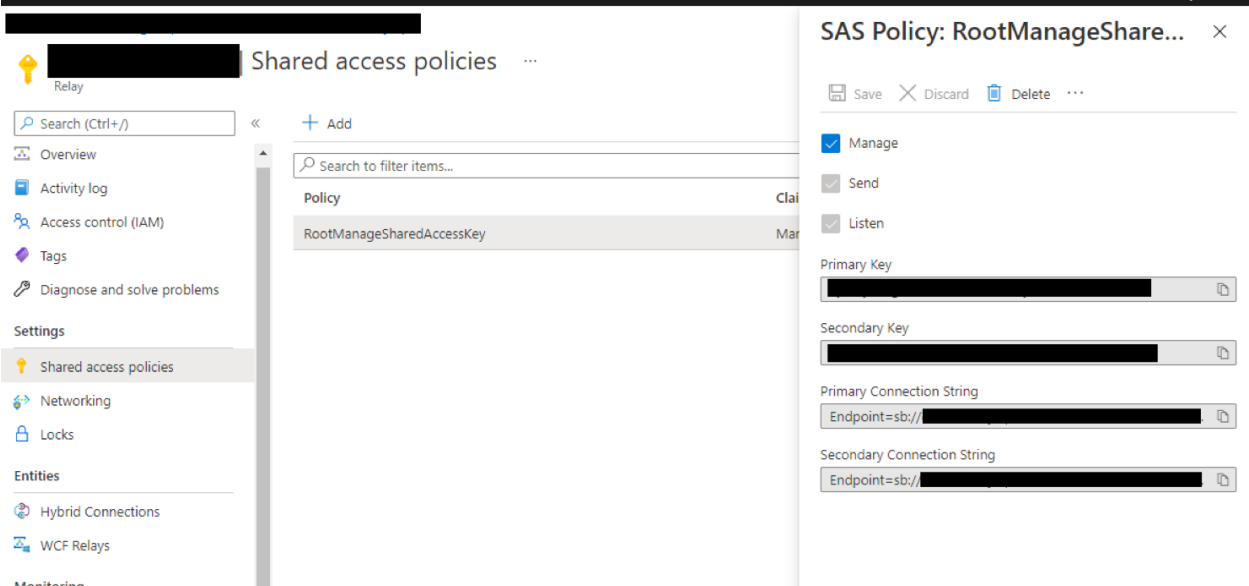 Shared access policies ...
Relay
Search (Ctrl+/)
«
Overview
Activity log
Access control (IAM)
Tags
Diagnose and solve problems
Settings
Shared access policies
Networking
Locks
Entities
Hybrid Connections
WCF Relays
Monitoring
+ Add
Search to filter items...
Policy
Clai
RootManageSharedAccessKey
Mar
SAS Policy: RootManageShare...
Save
Discard
Delete
...
Manage
Send
Listen
Primary Key
Secondary Key
Primary Connection String
Endpoint=sb://
Secondary Connection String
Endpoint=sb://